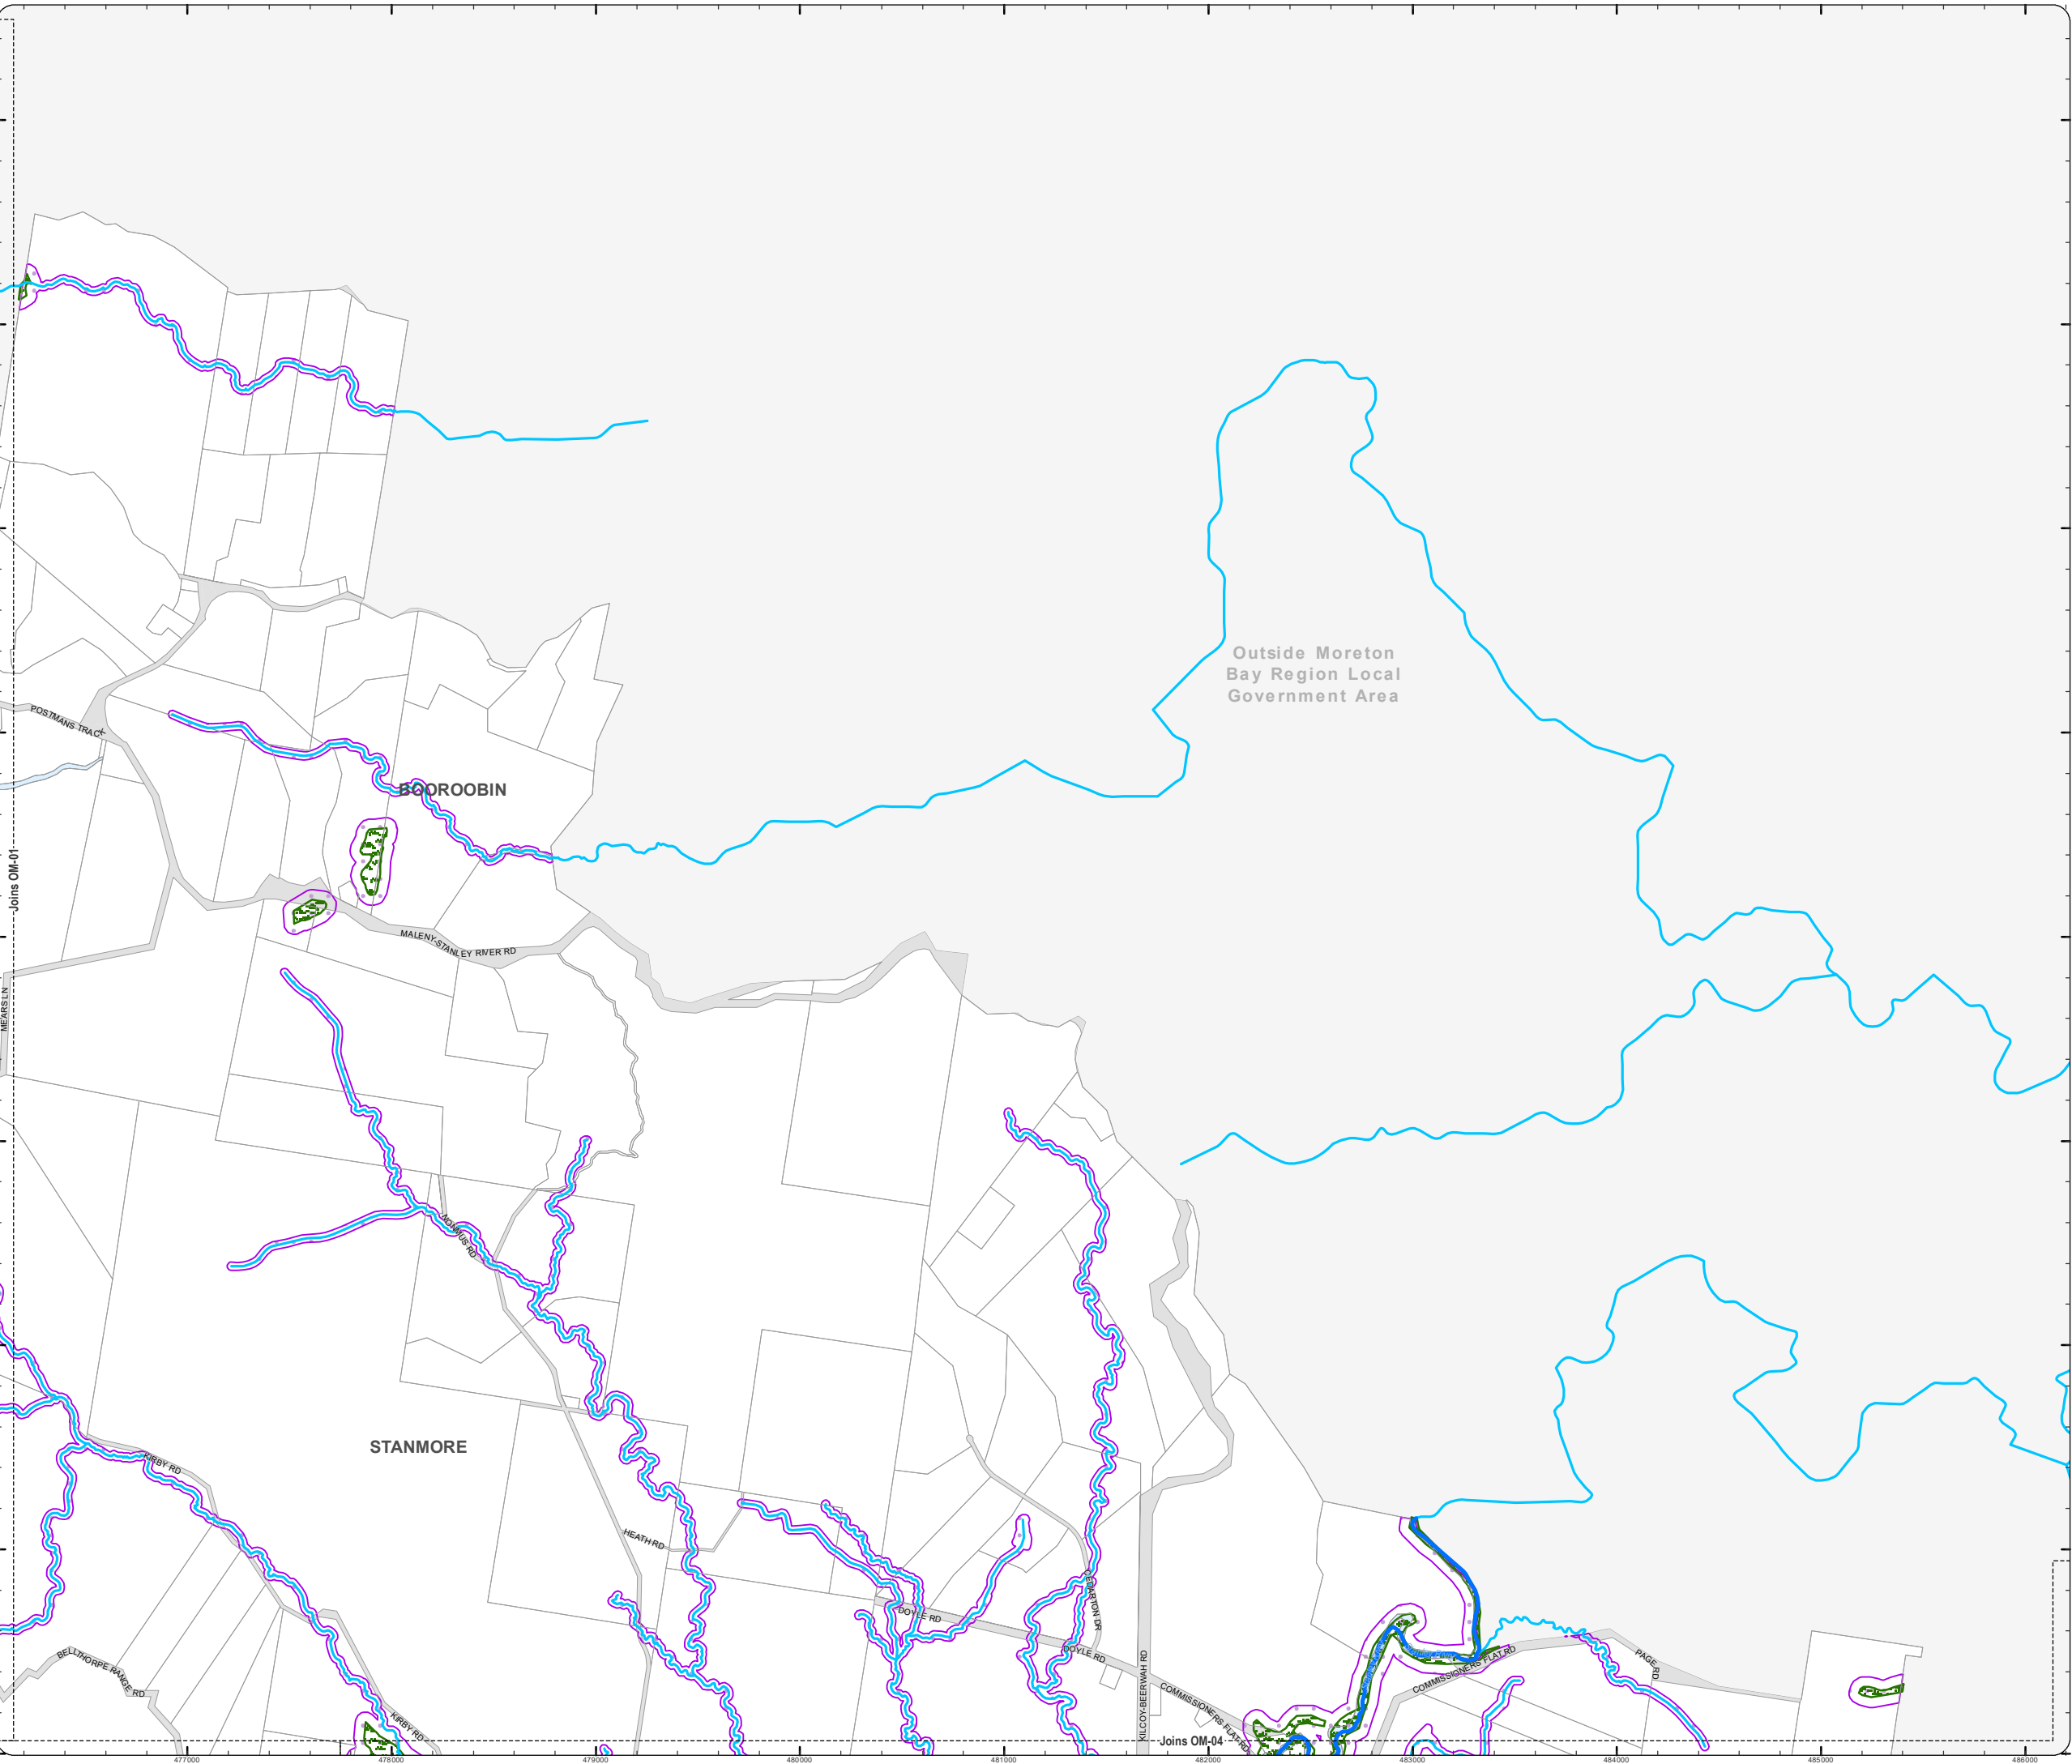 Outside Moreton
Bay Region Local
Government Area
POSTMANS TRACK
BOOROOBIN
Joins OM-01
MALENY-STANLEY RIVER RD
MEARS LN
STANMORE
KIRBY RD
HEATH RD
CEDARTON DR
DOYLE RD
DOYLE RD
BELLTHORPE RANGE RD
KIRBY RD
KILCOY-BEERWAH RD
COMMISSIONERS FLAT RD
COMMISSIONERS FLAT RD
PAGE RD
Joins OM-04
477000
478000
479000
480000
481000
482000
483000
484000
485000
486000